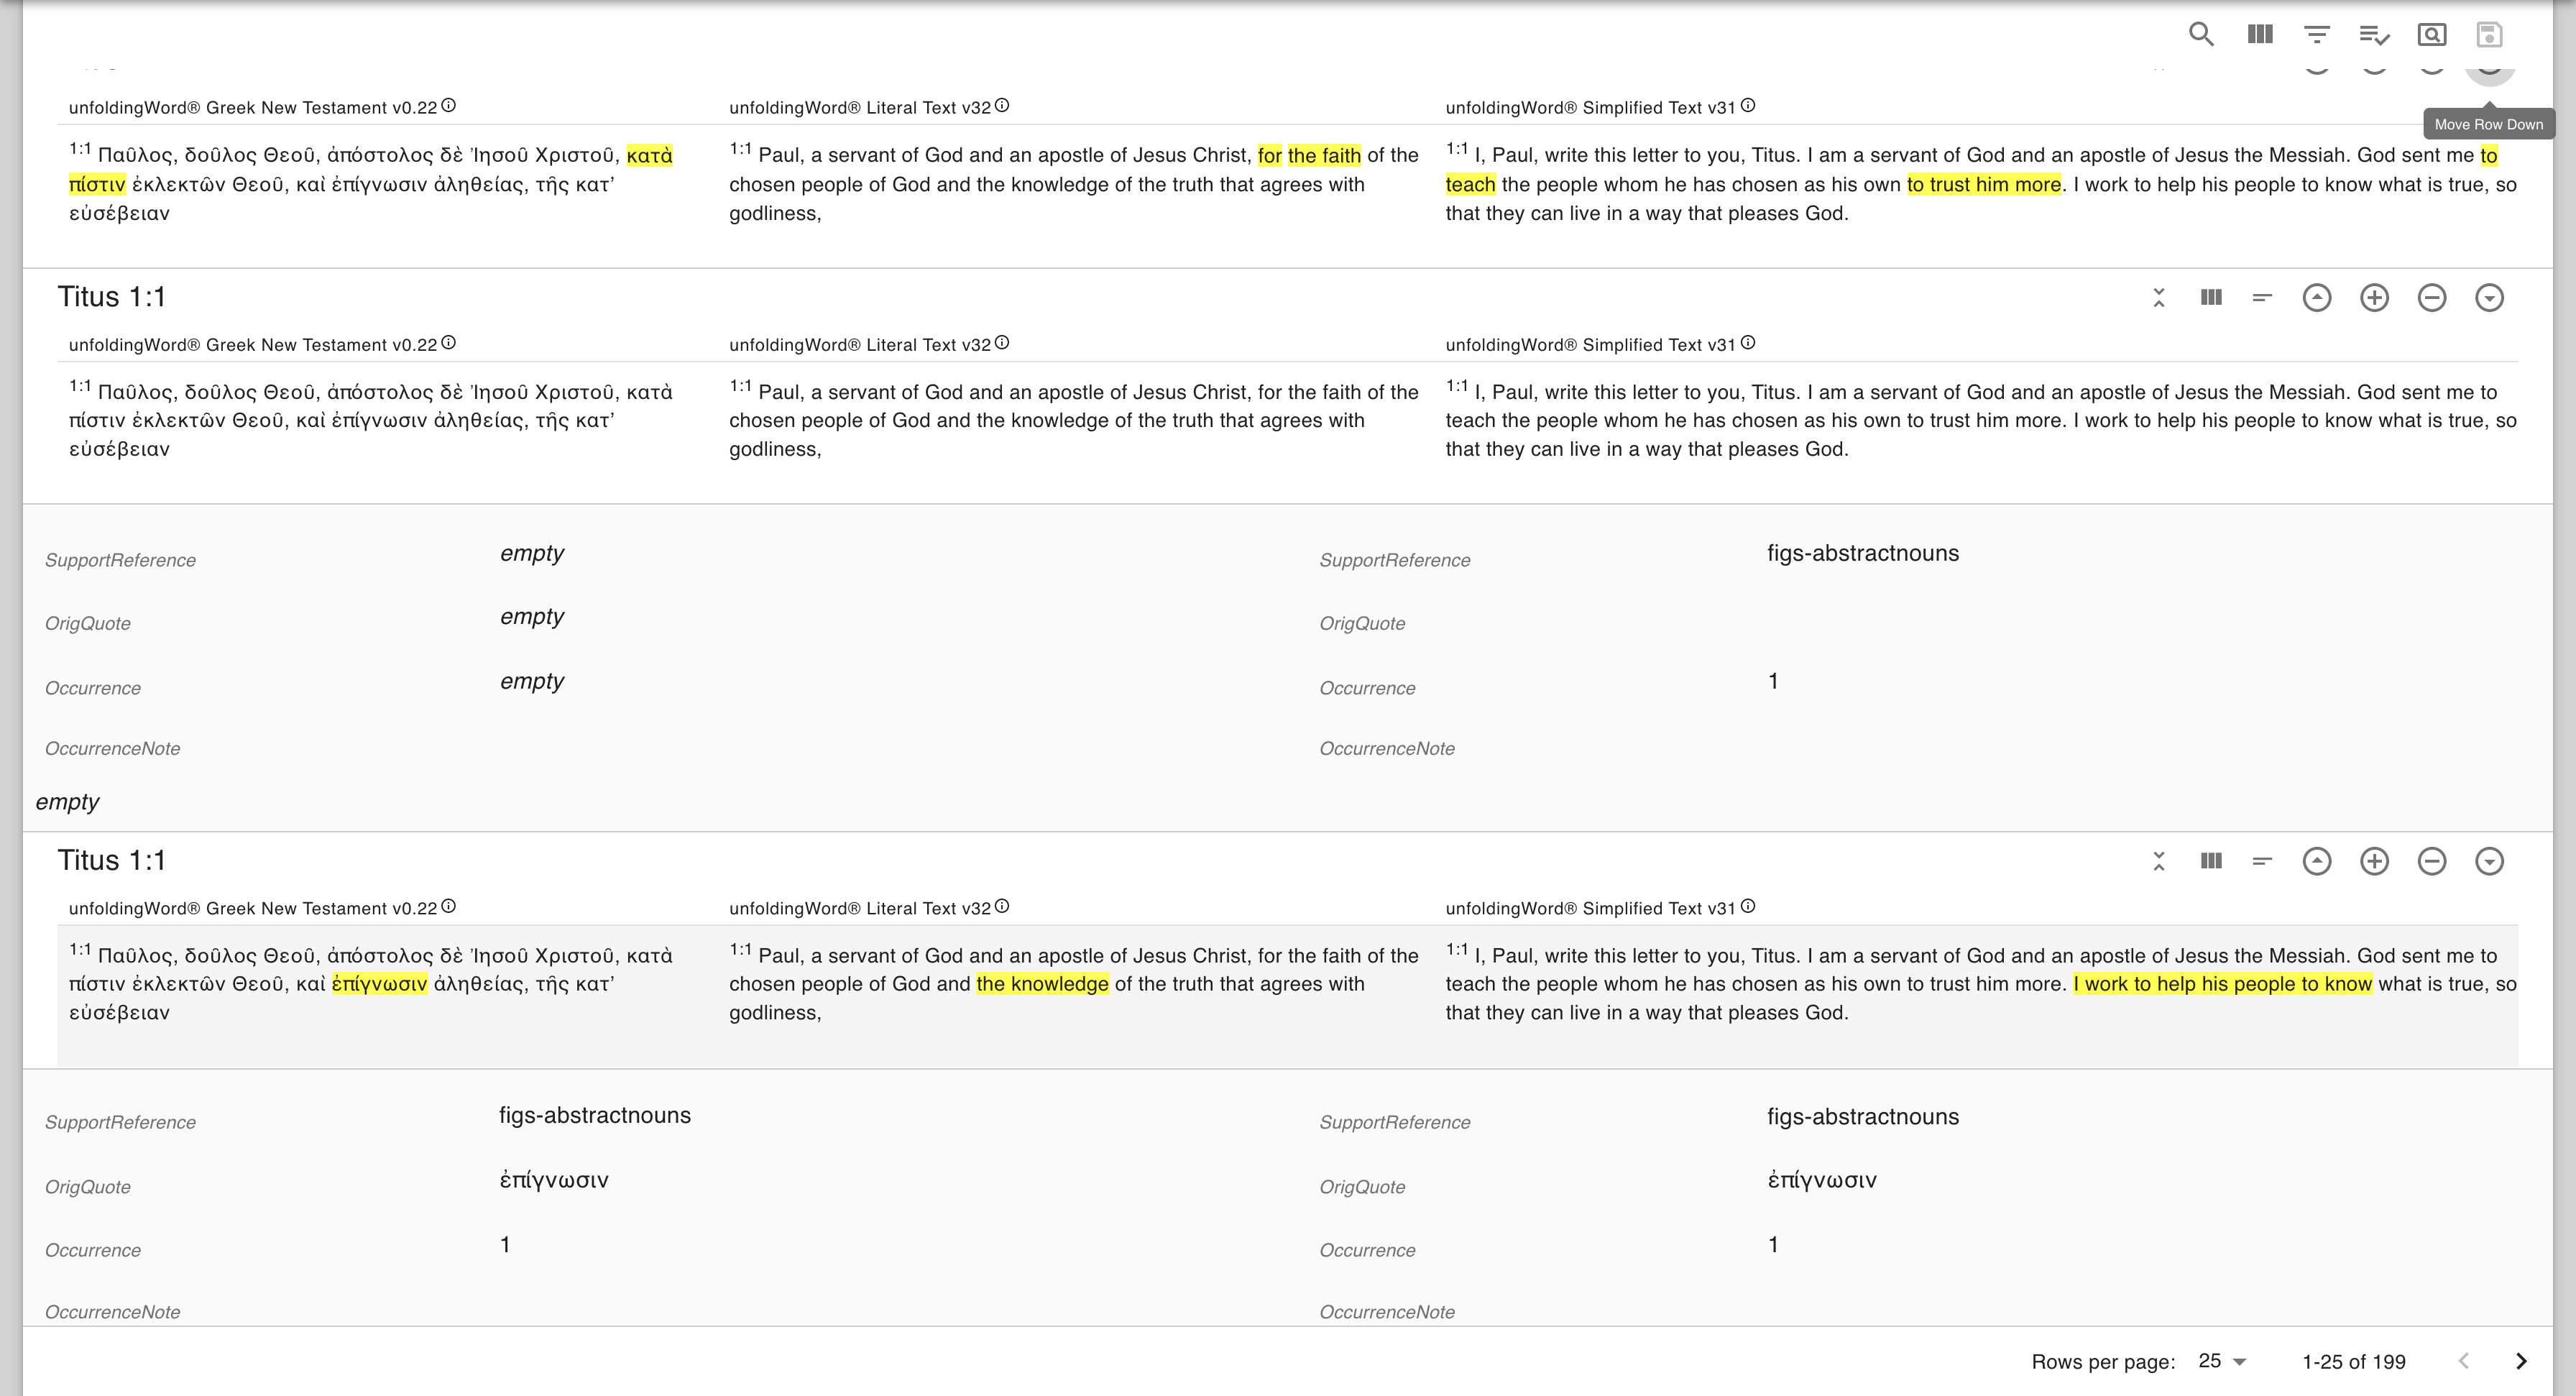 unfoldingWord® Greek New Testament v0.22
unfoldingWord® Literal Text v32
unfoldingWord® Simplified Text v31
Move Row Down
1:1 Παῦλος, δοῦλος Θεοῦ, ἀπόστολος δὲ Ἰησοῦ Χριστοῦ, κατὰ
πίστιν ἐκλεκτῶν Θεοῦ, καὶ ἐπίγνωσιν ἀληθείας, τῆς κατ’
εὐσέβειαν
1:1 Paul, a servant of God and an apostle of Jesus Christ, for the faith of the
chosen people of God and the knowledge of the truth that agrees with
godliness,
1:1 I, Paul, write this letter to you, Titus. I am a servant of God and an apostle of Jesus the Messiah. God sent me to
teach the people whom he has chosen as his own to trust him more. I work to help his people to know what is true, so
that they can live in a way that pleases God.
Titus 1:1
unfoldingWord® Greek New Testament v0.22
unfoldingWord® Literal Text v32
unfoldingWord® Simplified Text v31
1:1 Παῦλος, δοῦλος Θεοῦ, ἀπόστολος δὲ Ἰησοῦ Χριστοῦ, κατὰ
πίστιν ἐκλεκτῶν Θεοῦ, καὶ ἐπίγνωσιν ἀληθείας, τῆς κατ’
εὐσέβειαν
1:1 Paul, a servant of God and an apostle of Jesus Christ, for the faith of the
chosen people of God and the knowledge of the truth that agrees with
godliness,
1:1 I, Paul, write this letter to you, Titus. I am a servant of God and an apostle of Jesus the Messiah. God sent me to
teach the people whom he has chosen as his own to trust him more. I work to help his people to know what is true, so
that they can live in a way that pleases God.
SupportReference empty
SupportReference figs-abstractnouns
OrigQuote empty
OrigQuote
Occurrence empty
Occurrence 1
OccurrenceNote
OccurrenceNote
empty
Titus 1:1
unfoldingWord® Greek New Testament v0.22
unfoldingWord® Literal Text v32
unfoldingWord® Simplified Text v31
1:1 Παῦλος, δοῦλος Θεοῦ, ἀπόστολος δὲ Ἰησοῦ Χριστοῦ, κατὰ
πίστιν ἐκλεκτῶν Θεοῦ, καὶ ἐπίγνωσιν ἀληθείας, τῆς κατ’
εὐσέβειαν
1:1 Paul, a servant of God and an apostle of Jesus Christ, for the faith of the
chosen people of God and the knowledge of the truth that agrees with
godliness,
1:1 I, Paul, write this letter to you, Titus. I am a servant of God and an apostle of Jesus the Messiah. God sent me to
teach the people whom he has chosen as his own to trust him more. I work to help his people to know what is true, so
that they can live in a way that pleases God.
SupportReference figs-abstractnouns
SupportReference figs-abstractnouns
OrigQuote ἐπίγνωσιν
OrigQuote ἐπίγνωσιν
Occurrence 1
Occurrence 1
OccurrenceNote
OccurrenceNote
Rows per page: 25 1-25 of 199